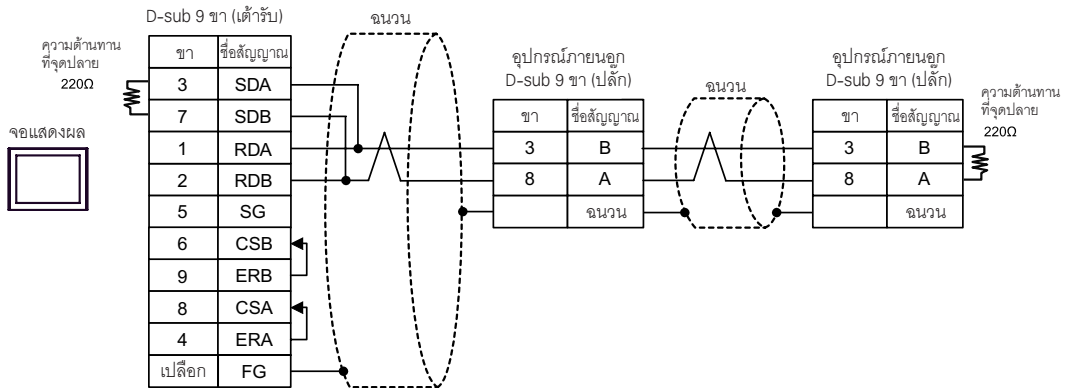 D-sub 9 ขา (เต้ารับ)
ฉนวน
ความต้านทาน
ที่จุดปลาย
220Ω
จอแสดงผล
ขา ชื่อสัญญาณ
3 SDA
7 SDB
1 RDA
2 RDB
5 SG
6 CSB
9 ERB
8 CSA
4 ERA
เปลือก FG
อุปกรณ์ภายนอก
D-sub 9 ขา (ปลั๊ก)
ขา ชื่อสัญญาณ
3 B
8 A
ฉนวน
ฉนวน
อุปกรณ์ภายนอก
D-sub 9 ขา (ปลั๊ก)
ขา ชื่อสัญญาณ
3 B
8 A
ฉนวน
ความต้านทาน
ที่จุดปลาย
220Ω